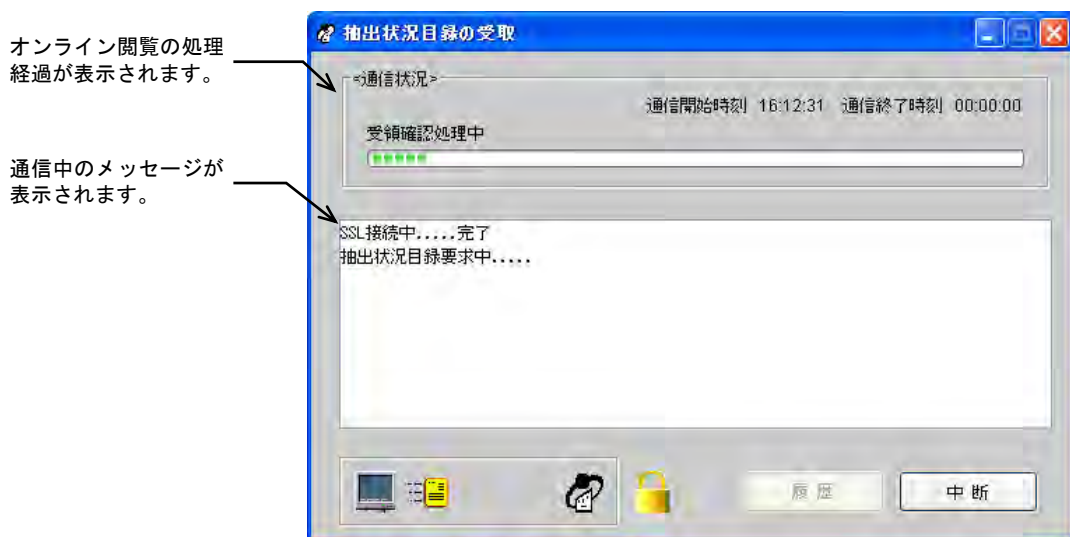 オンライン閲覧の処理
経過が表示されます。
通信中のメッセージが
表示されます。
抽出状況目録の受取
<通信状況>
通信開始時刻 16:12:31 通信終了時刻 00:00:00
受領確認処理中
SSL接続中.....完了
抽出状況目録要求中.....
履歴 中断